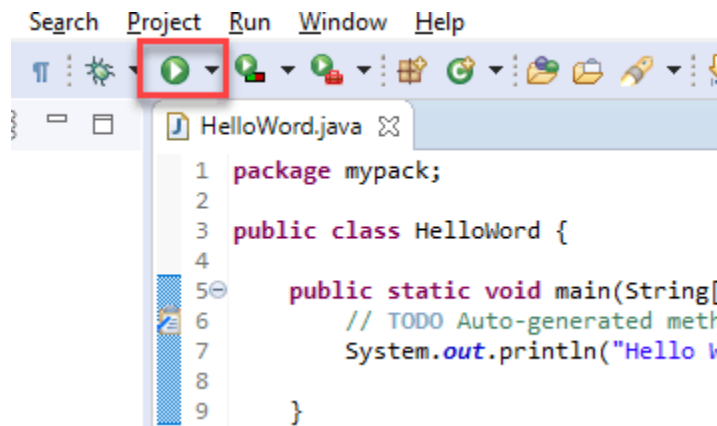 Search Project Run Window Help
HelloWord.java
1 package mypack;
2
3 public class HelloWord {
4
5 public static void main(String[
6 // TODO Auto-generated meth
7 System.out.println("Hello W
8
9 }